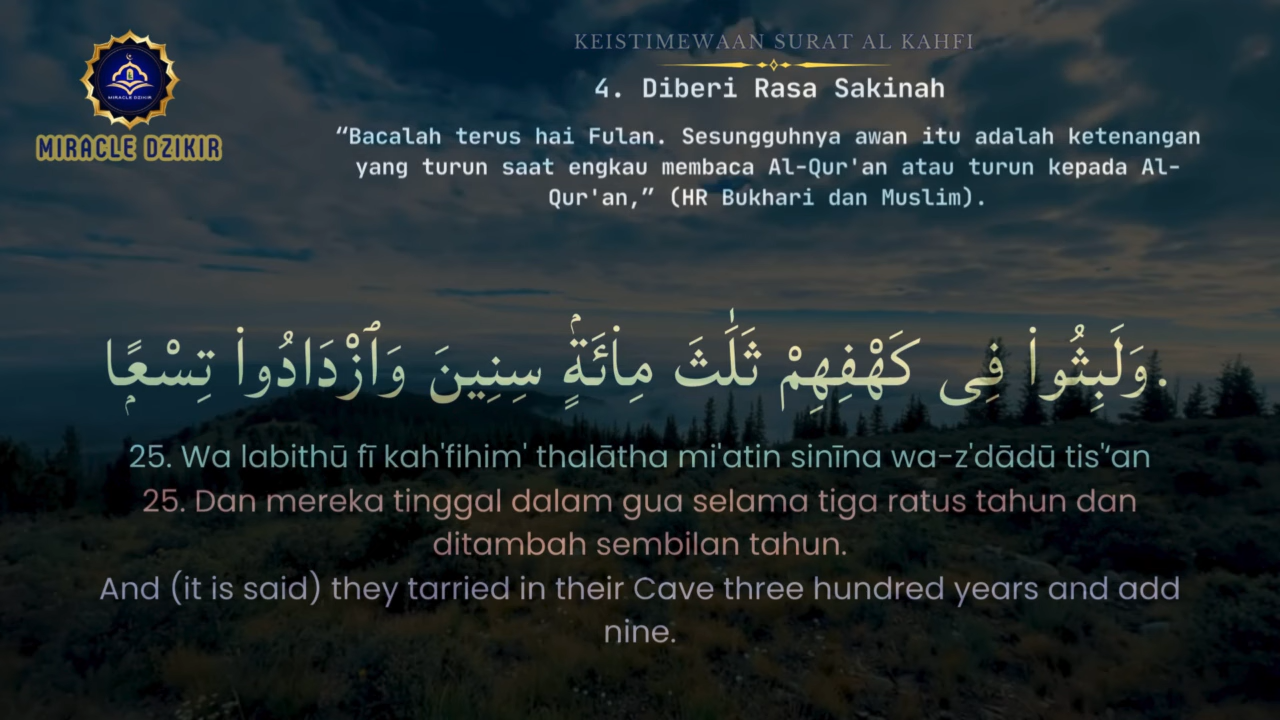 MIRACLE DZIKIR
MIRACLE DZIKIR
KEISTIMEWAAN SURAT AL KAHFI
4. Diberi Rasa Sakinah
“Bacalah terus hai Fulan. Sesungguhnya awan itu adalah ketenangan
yang turun saat engkau membaca Al-Qur'an atau turun kepada Al-
Qur'an,” (HR Bukhari dan Muslim).
وَلَبِثُوا۟ فِى كَهْفِهِمْ ثَلَٰثَ مِا۟ئَةٍۢ سِنِينَ وَٱزْدَادُوا۟ تِسْعًۭا.
25. Wa labithū fī kah'fihim' thalātha mi'atin sinīna wa-z'dādū tis'ʿan
25. Dan mereka tinggal dalam gua selama tiga ratus tahun dan
ditambah sembilan tahun.
And (it is said) they tarried in their Cave three hundred years and add
nine.